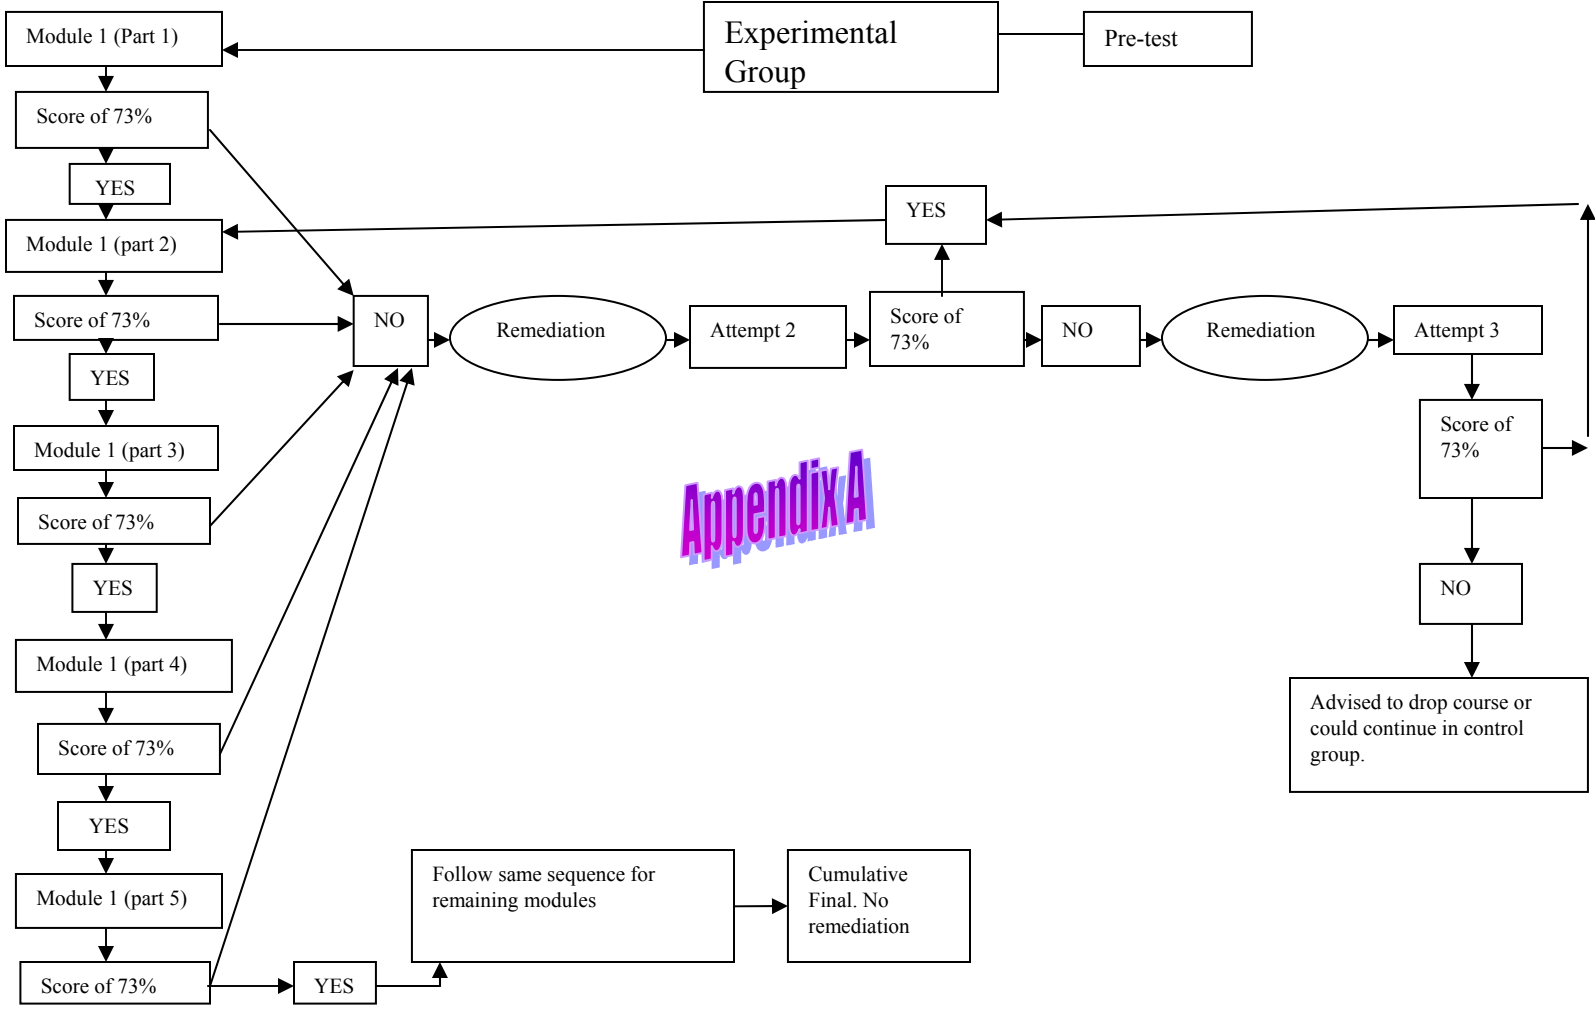 Module 1 (Part 1)
Experimental
Group
Pre-test
Score of 73%
YES
Module 1 (part 2)
YES
Score of 73%
NO
Remediation
Attempt 2
Score of
73%
NO
Remediation
Attempt 3
YES
Score of
73%
Module 1 (part 3)
Appendix A
Score of 73%
YES
NO
Module 1 (part 4)
Advised to drop course or
could continue in control
group.
Score of 73%
YES
Module 1 (part 5)
Follow same sequence for
remaining modules
Cumulative
Final. No
remediation
Score of 73%
YES